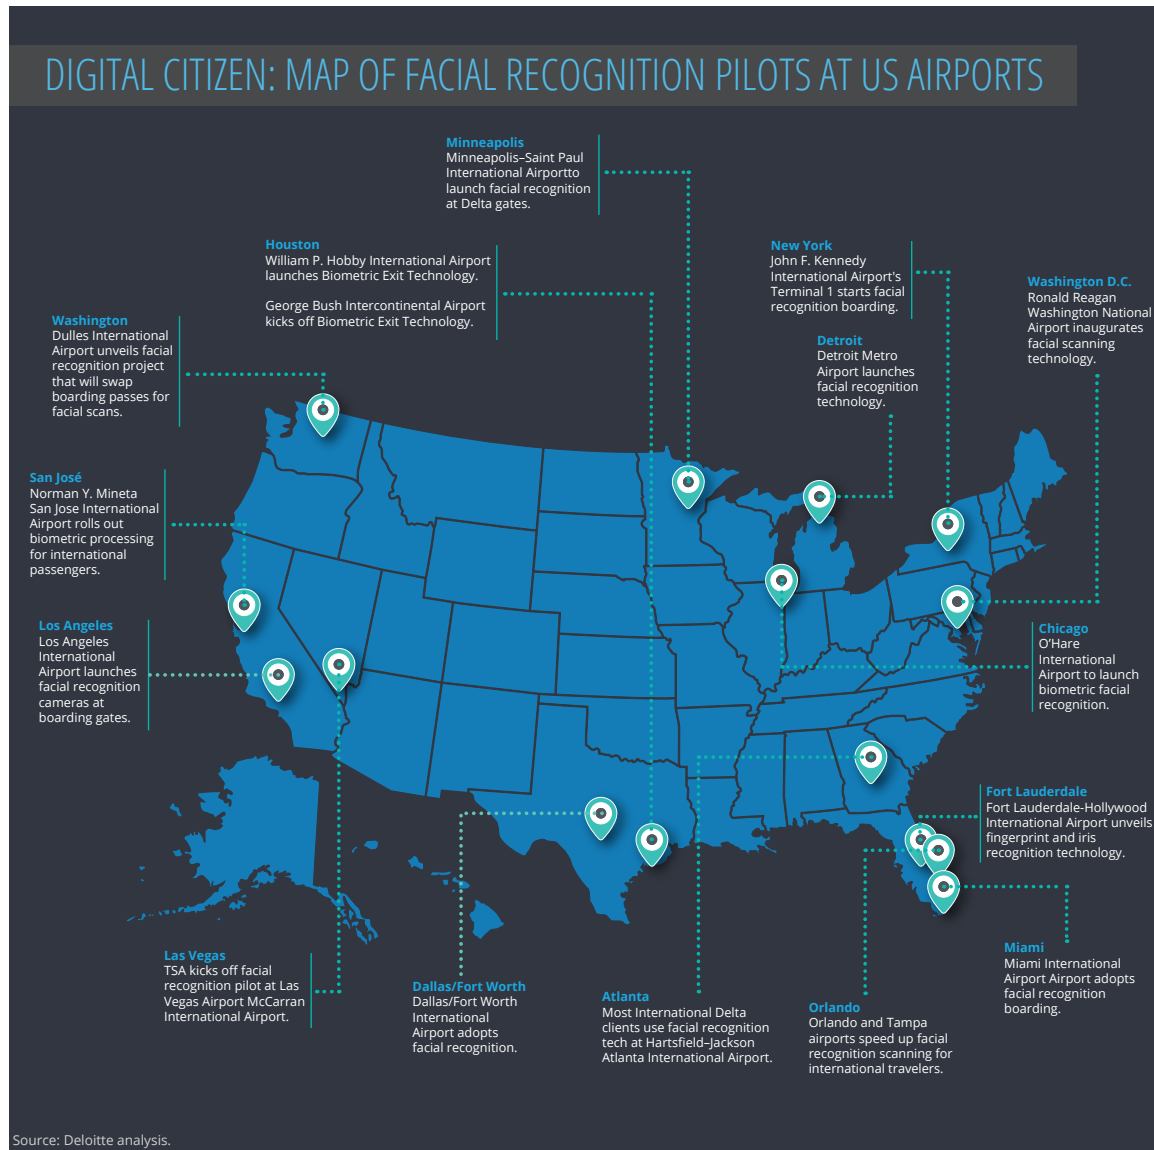 DIGITAL CITIZEN: MAP OF FACIAL RECOGNITION PILOTS AT US AIRPORTS
Minneapolis
Minneapolis–Saint Paul
International Airportto
launch facial recognition
at Delta gates.
Houston
William P. Hobby International Airport
launches Biometric Exit Technology.
George Bush Intercontinental Airport
kicks off Biometric Exit Technology.
New York
John F. Kennedy
International Airport's
Terminal 1 starts facial
recognition boarding.
Washington D.C.
Ronald Reagan
Washington National
Airport inaugurates
facial scanning
technology.
Washington
Dulles International
Airport unveils facial
recognition project
that will swap
boarding passes for
facial scans.
Detroit
Detroit Metro
Airport launches
facial recognition
technology.
San José
Norman Y. Mineta
San Jose International
Airport rolls out
biometric processing
for international
passengers.
Los Angeles
Los Angeles
International
Airport launches
facial recognition
cameras at
boarding gates.
Chicago
O’Hare
International
Airport to launch
biometric facial
recognition.
Fort Lauderdale
Fort Lauderdale-Hollywood
International Airport unveils
fingerprint and iris
recognition technology.
Las Vegas
TSA kicks off facial
recognition pilot at Las
Vegas Airport McCarran
International Airport.
Dallas/Fort Worth
Dallas/Fort Worth
International
Airport adopts
facial recognition.
Atlanta
Most International Delta
clients use facial recognition
tech at Hartsfield–Jackson
Atlanta International Airport.
Orlando
Orlando and Tampa
airports speed up facial
recognition scanning for
international travelers.
Miami
Miami International
Airport Airport adopts
facial recognition
boarding.
Source: Deloitte analysis.